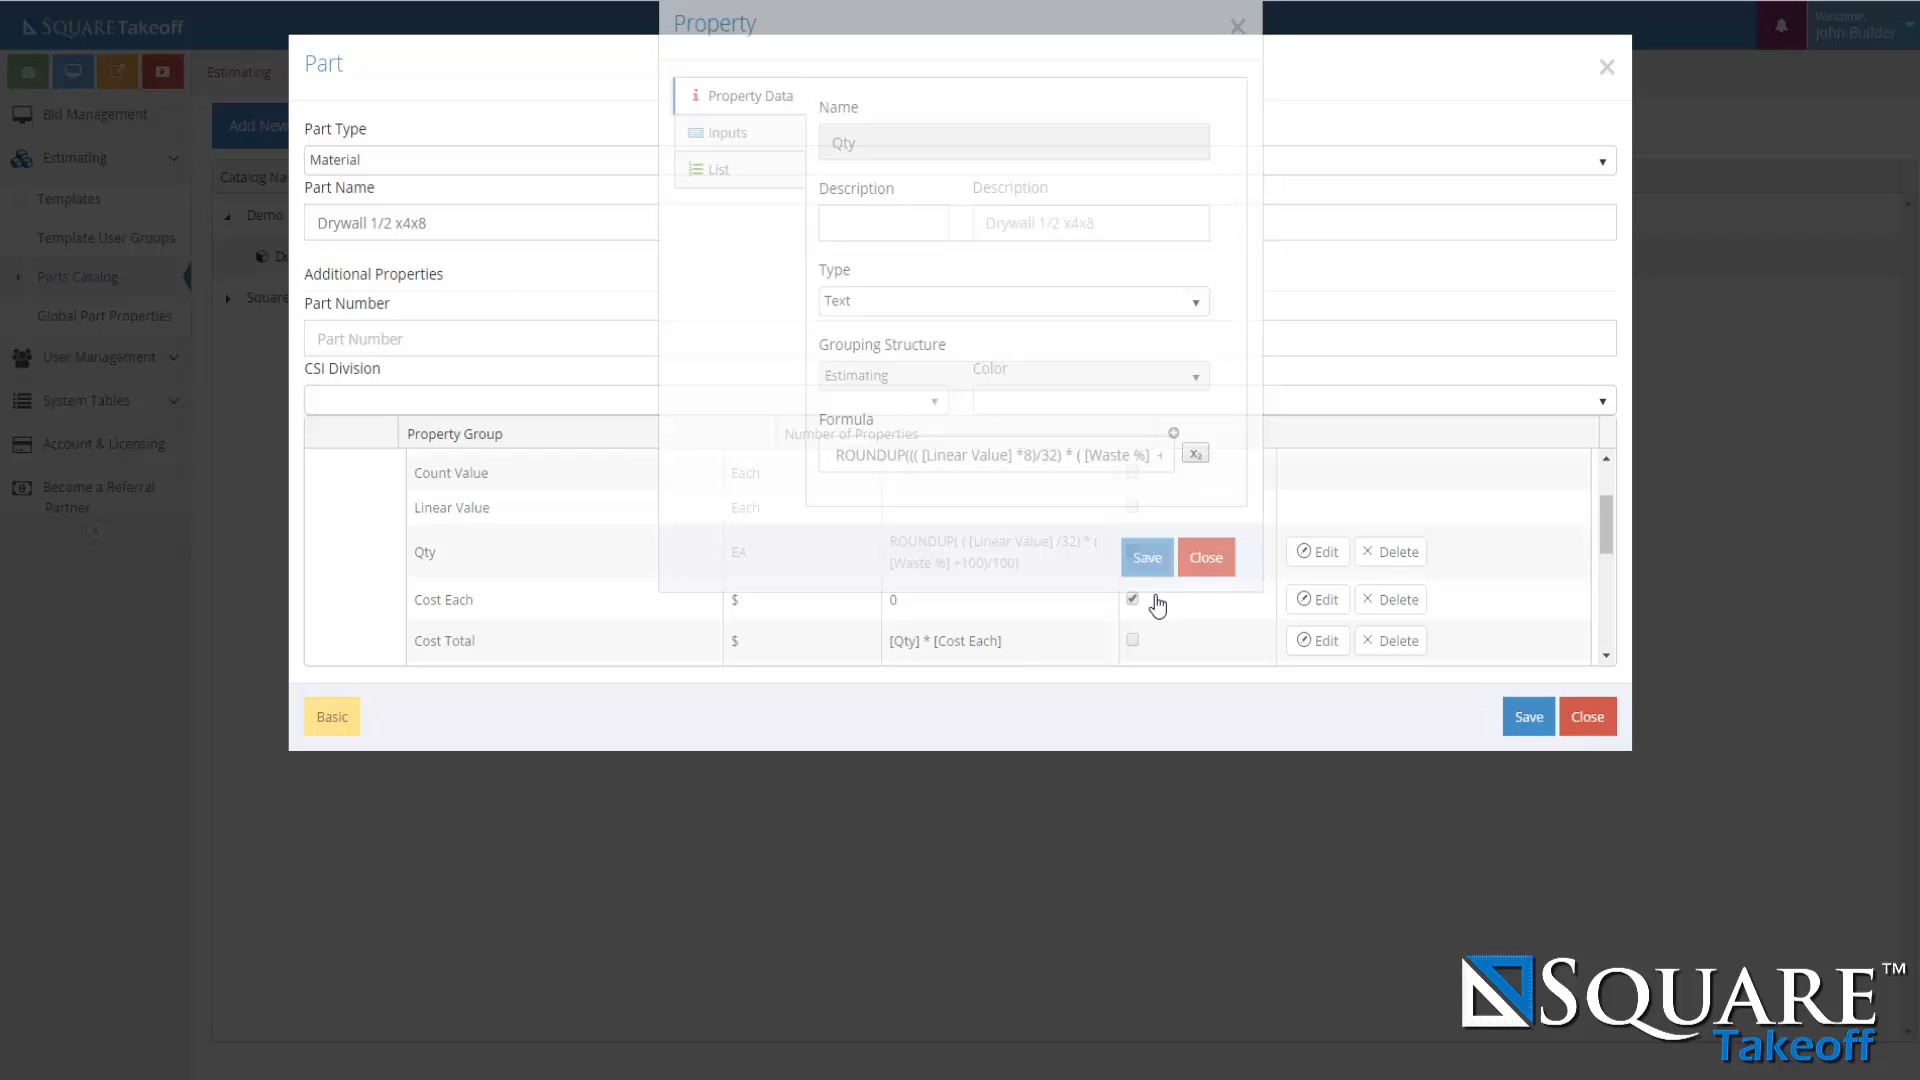 SQUARETakeoff
Welcome,
John Builder
Estimating
Bid Management
Estimating
Templates
Template User Groups
Parts Catalog
Global Part Properties
User Management
System Tables
Account & Licensing
Become a Referral
Partner
Add New
Catalog Na
Demo
Square
Part
Part Type
Material
Part Name
Drywall 1/2 x4x8
Additional Properties
Part Number
Part Number
CSI Division
Property Group
Number of Properties
Count Value Each
Linear Value Each
Qty EA ROUNDUP( ( [Linear Value] /32) * (
[Waste %] +100)/100) Edit Delete
Cost Each $ 0 Edit Delete
Cost Total $ [Qty] * [Cost Each] Edit Delete
Basic
Save Close
Property
Property Data
Inputs
List
Name
Qty
Description Description
Drywall 1/2 x4x8
Type
Text
Grouping Structure
Estimating
Color
Formula
ROUNDUP((( [Linear Value] *8)/32) * ( [Waste %] +
X₂
Save Close
SQUARE™
Takeoff